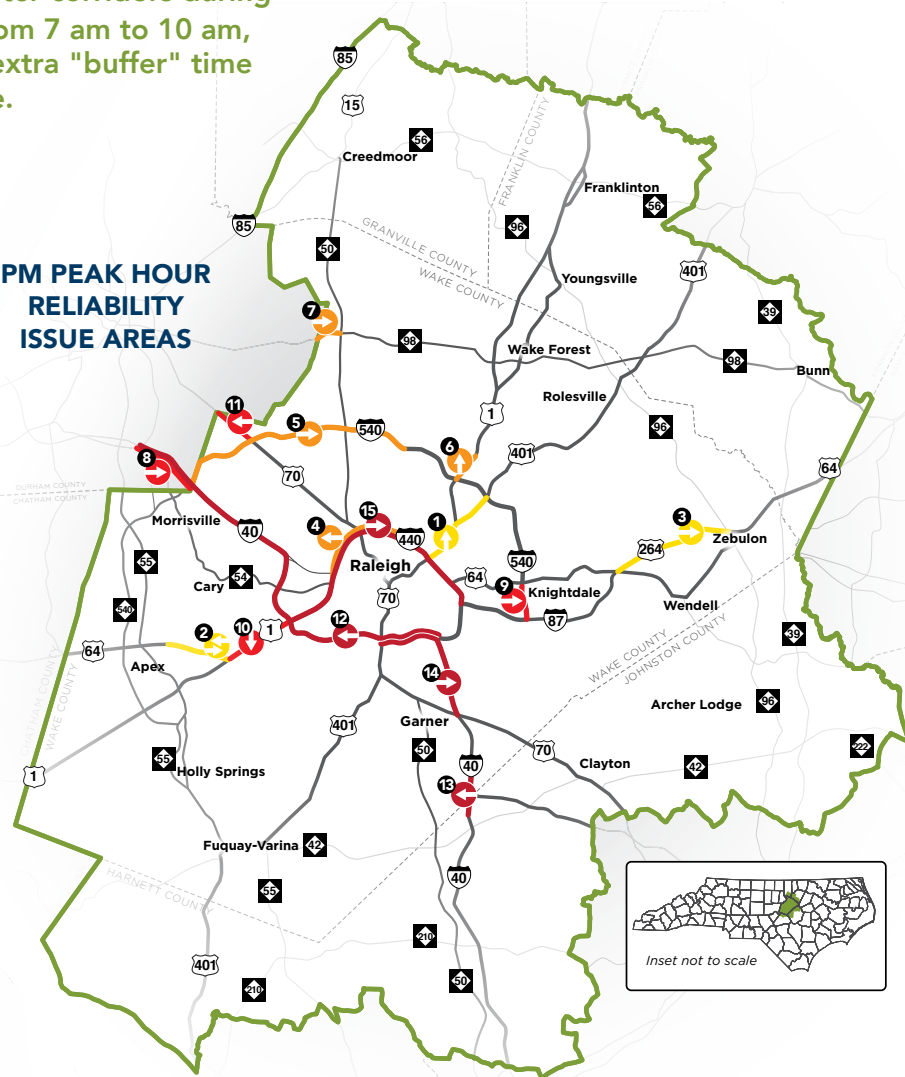 ter corridors during
om 7 am to 10 am,
extra "buffer" time
e.
85
15
56
Creedmoor
FRANKLIN COUNTY
Franklinton
56
85
96
50
GRANVILLE COUNTY
WAKE COUNTY
401
Youngsville
PM PEAK HOUR
RELIABILITY
ISSUE AREAS
7
39
98
Wake Forest
98
Bunn
Rolesville
11
1
96
5
540
6
401
8
70
64
DURHAM COUNTY
CHATHAM COUNTY
Morrisville
40
15
4
440
1
3
264
Zebulon
55
Raleigh
540
Cary
54
64
9
Knightdale
540
70
87
Wendell
2
10
1
12
64
Apex
39
WAKE COUNTY
JOHNSTON COUNTY
CHATHAM COUNTY
WAKE COUNTY
14
Archer Lodge
96
401
Garner
50
70
222
55
Holly Springs
40
Clayton
42
1
13
Fuquay-Varina
42
40
HARNETT COUNTY
55
210
401
Inset not to scale
210
50